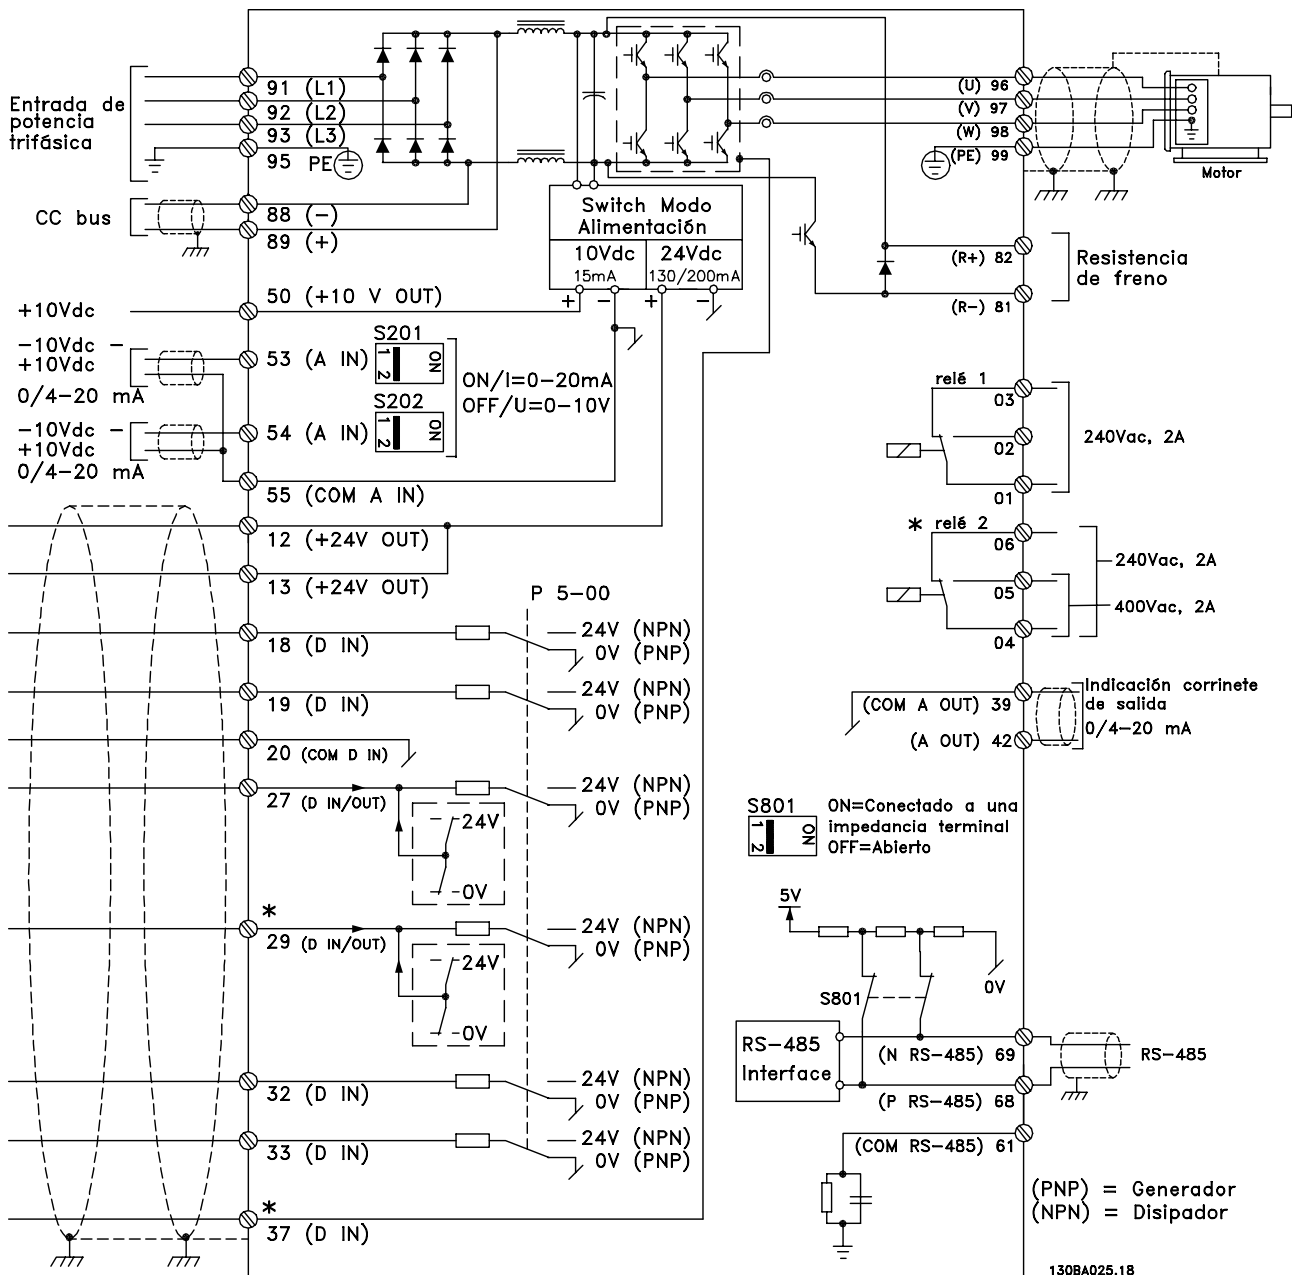 Entrada de
potencia
trifásica
91 (L1)
92 (L2)
93 (L3)
95 PE
CC bus
88 (−)
89 (+)
+10Vdc
50 (+10 V OUT)
−10Vdc −
+10Vdc
0/4−20 mA
53 (A IN)
S201
1 2
ON
−10Vdc −
+10Vdc
0/4−20 mA
54 (A IN)
S202
1 2
ON
ON/I=0−20mA
OFF/U=0−10V
55 (COM A IN)
12 (+24V OUT)
13 (+24V OUT)
Switch Modo
Alimentación
10Vdc
15mA
24Vdc
130/200mA
+ − + −
P 5-00
18 (D IN)
24V (NPN)
0V (PNP)
19 (D IN)
24V (NPN)
0V (PNP)
20 (COM D IN)
27 (D IN/OUT)
24V (NPN)
0V (PNP)
24V
0V
*
29 (D IN/OUT)
24V (NPN)
0V (PNP)
24V
0V
32 (D IN)
24V (NPN)
0V (PNP)
33 (D IN)
24V (NPN)
0V (PNP)
*
37 (D IN)
(U) 96
(V) 97
(W) 98
(PE) 99
Motor
(R+) 82
(R−) 81
Resistencia
de freno
relé 1
03
02
01
240Vac, 2A
* relé 2
06
05
04
240Vac, 2A
400Vac, 2A
(COM A OUT) 39
(A OUT) 42
Indicación corrinete
de salida
0/4−20 mA
S801
1 2
ON
ON=Conectado a una
impedancia terminal
OFF=Abierto
5V
0V
S801
RS−485
Interface
(N RS−485) 69
(P RS−485) 68
RS−485
(COM RS−485) 61
(PNP) = Generador
(NPN) = Disipador
130BA025.18